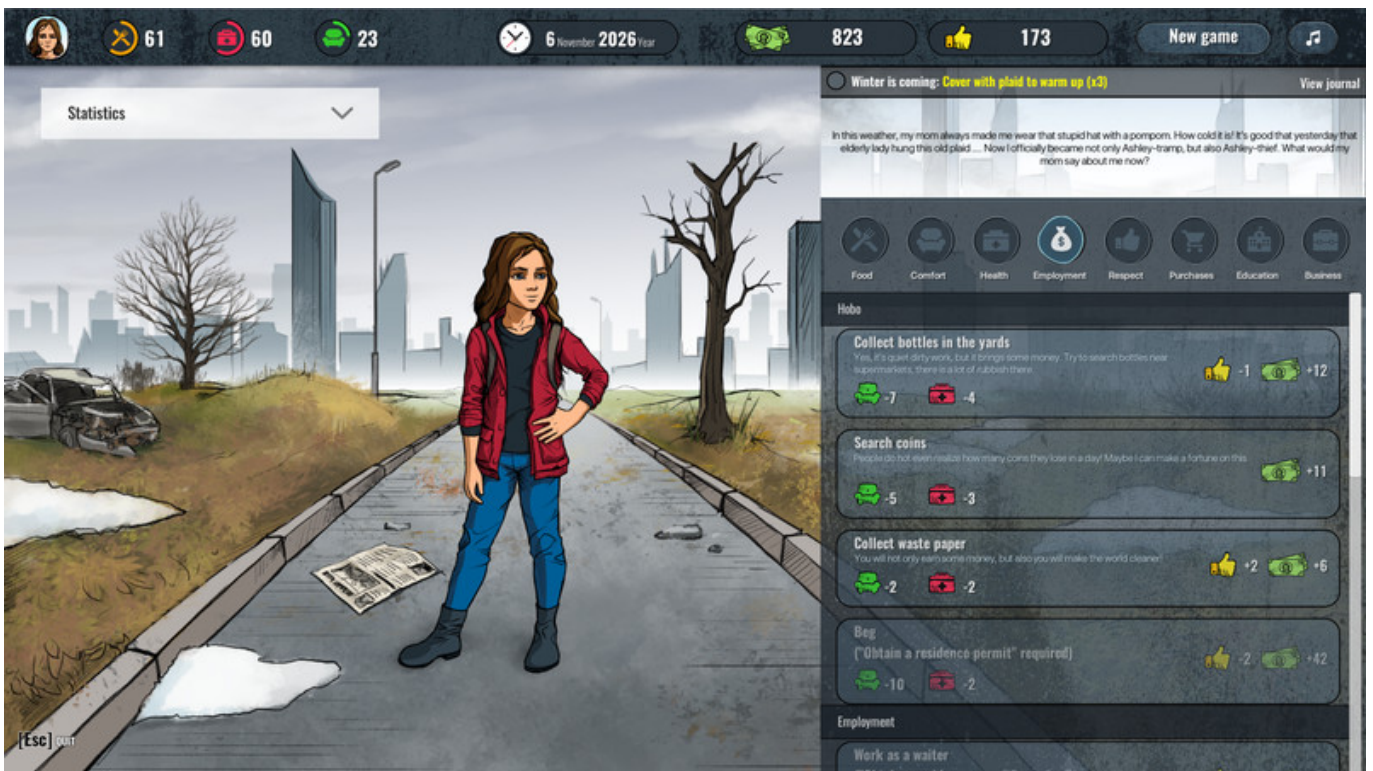 61
60
23
6 November 2026 Year
823
173
New game
Statistics
Winter is coming: Cover with plaid to warm up (x3)
View journal
In this weather, my mom always made me wear that stupid hat with a pompom. How cold it is! It's good that yesterday that
elderly lady hung this old plaid .... Now I officially became not only Ashley-tramp, but also Ashley-thief. What would my
mom say about me now?
Food
Comfort
Health
Employment
Respect
Purchases
Education
Business
Hobo
Collect bottles in the yards
Yes, it's quiet dirty work, but it brings some money. Try to search bottles near
supermarkets, there is a lot of rubbish there.
-1
+12
-7
-4
Search coins
People do not even realize how many coins they lose in a day! Maybe I can make a fortune on this
+11
-5
-3
Collect waste paper
You will not only earn some money, but also you will make the world cleaner!
+2
+6
-2
-2
Beg
("Obtain a residence permit" required)
-2
+42
-10
-2
Employment
Work as a waiter
[Esc] QUIT